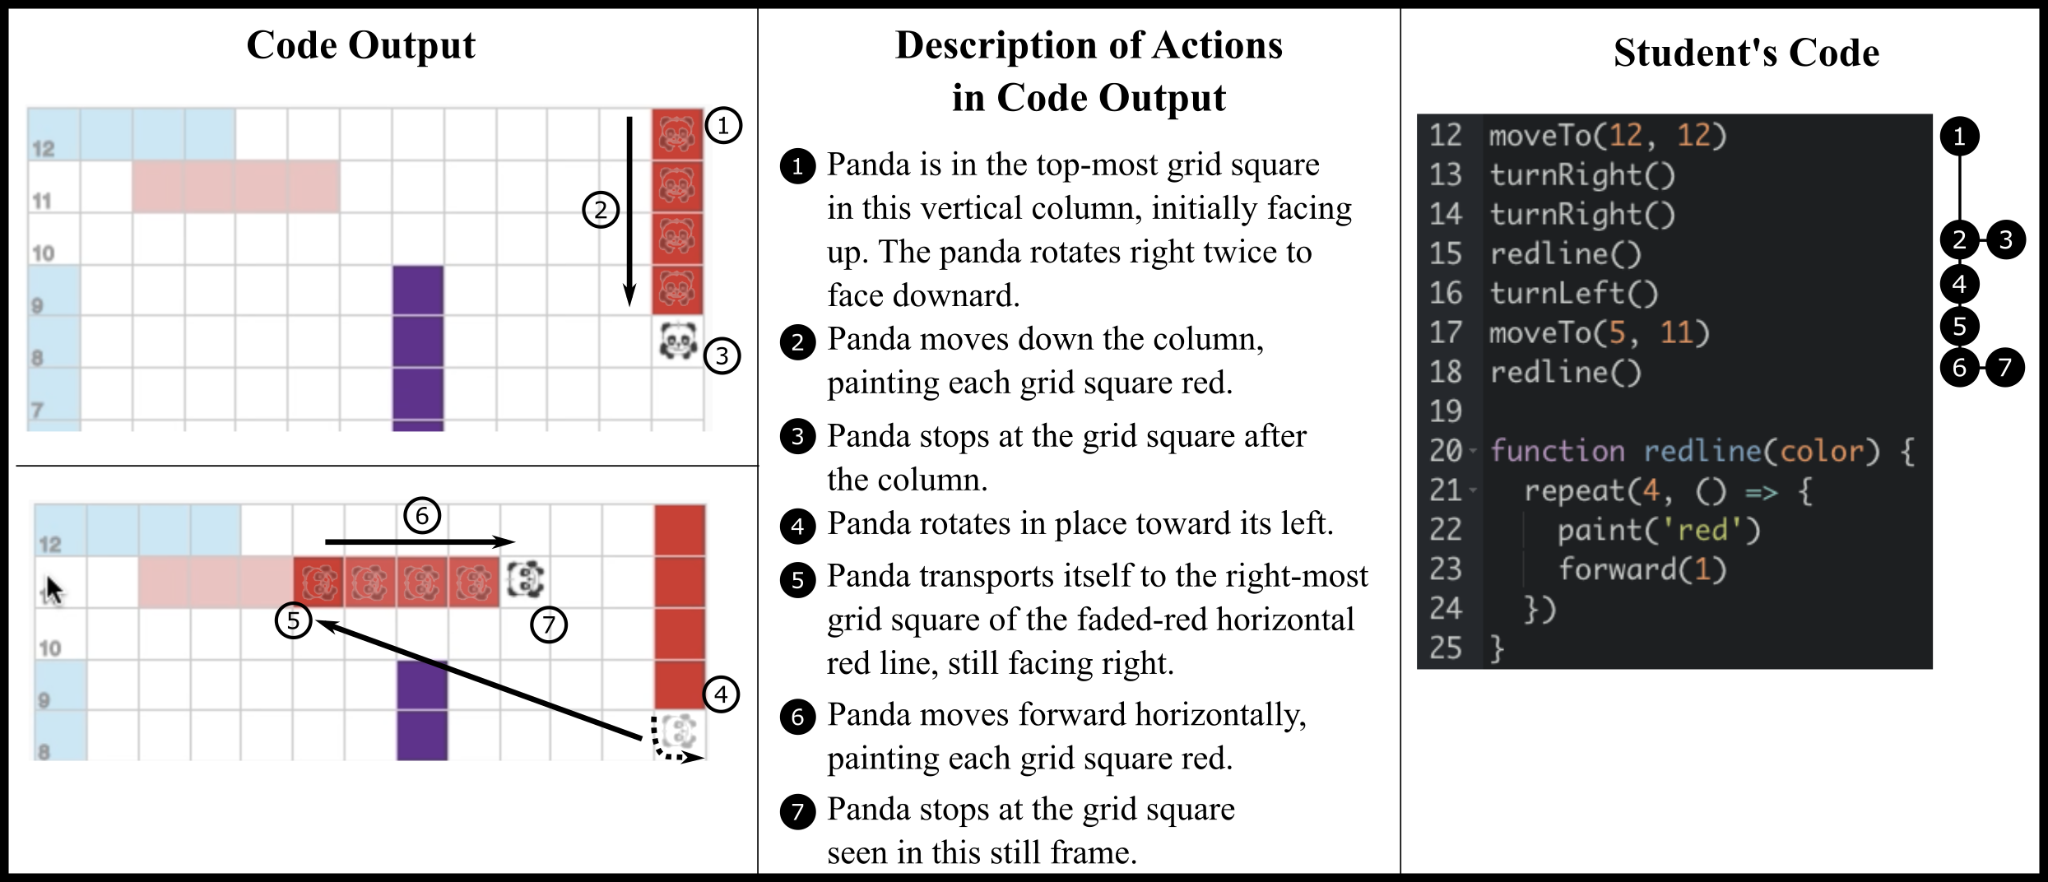 Code Output
12
11
10
9
8
7
1
2
3
12
10
9
8
6
5
7
4
Description of Actions
in Code Output
1 Panda is in the top-most grid square
in this vertical column, initially facing
up. The panda rotates right twice to
face downard.
2 Panda moves down the column,
painting each grid square red.
3 Panda stops at the grid square after
the column.
4 Panda rotates in place toward its left.
5 Panda transports itself to the right-most
grid square of the faded-red horizontal
red line, still facing right.
6 Panda moves forward horizontally,
painting each grid square red.
7 Panda stops at the grid square
seen in this still frame.
Student's Code
12 moveTo(12, 12) 1
13 turnRight()
14 turnRight()
15 redline() 2 3
16 turnLeft() 4
17 moveTo(5, 11) 5
18 redline() 6 7
19
20 function redline(color) {
21 repeat(4, () => {
22 paint('red')
23 forward(1)
24 })
25 }